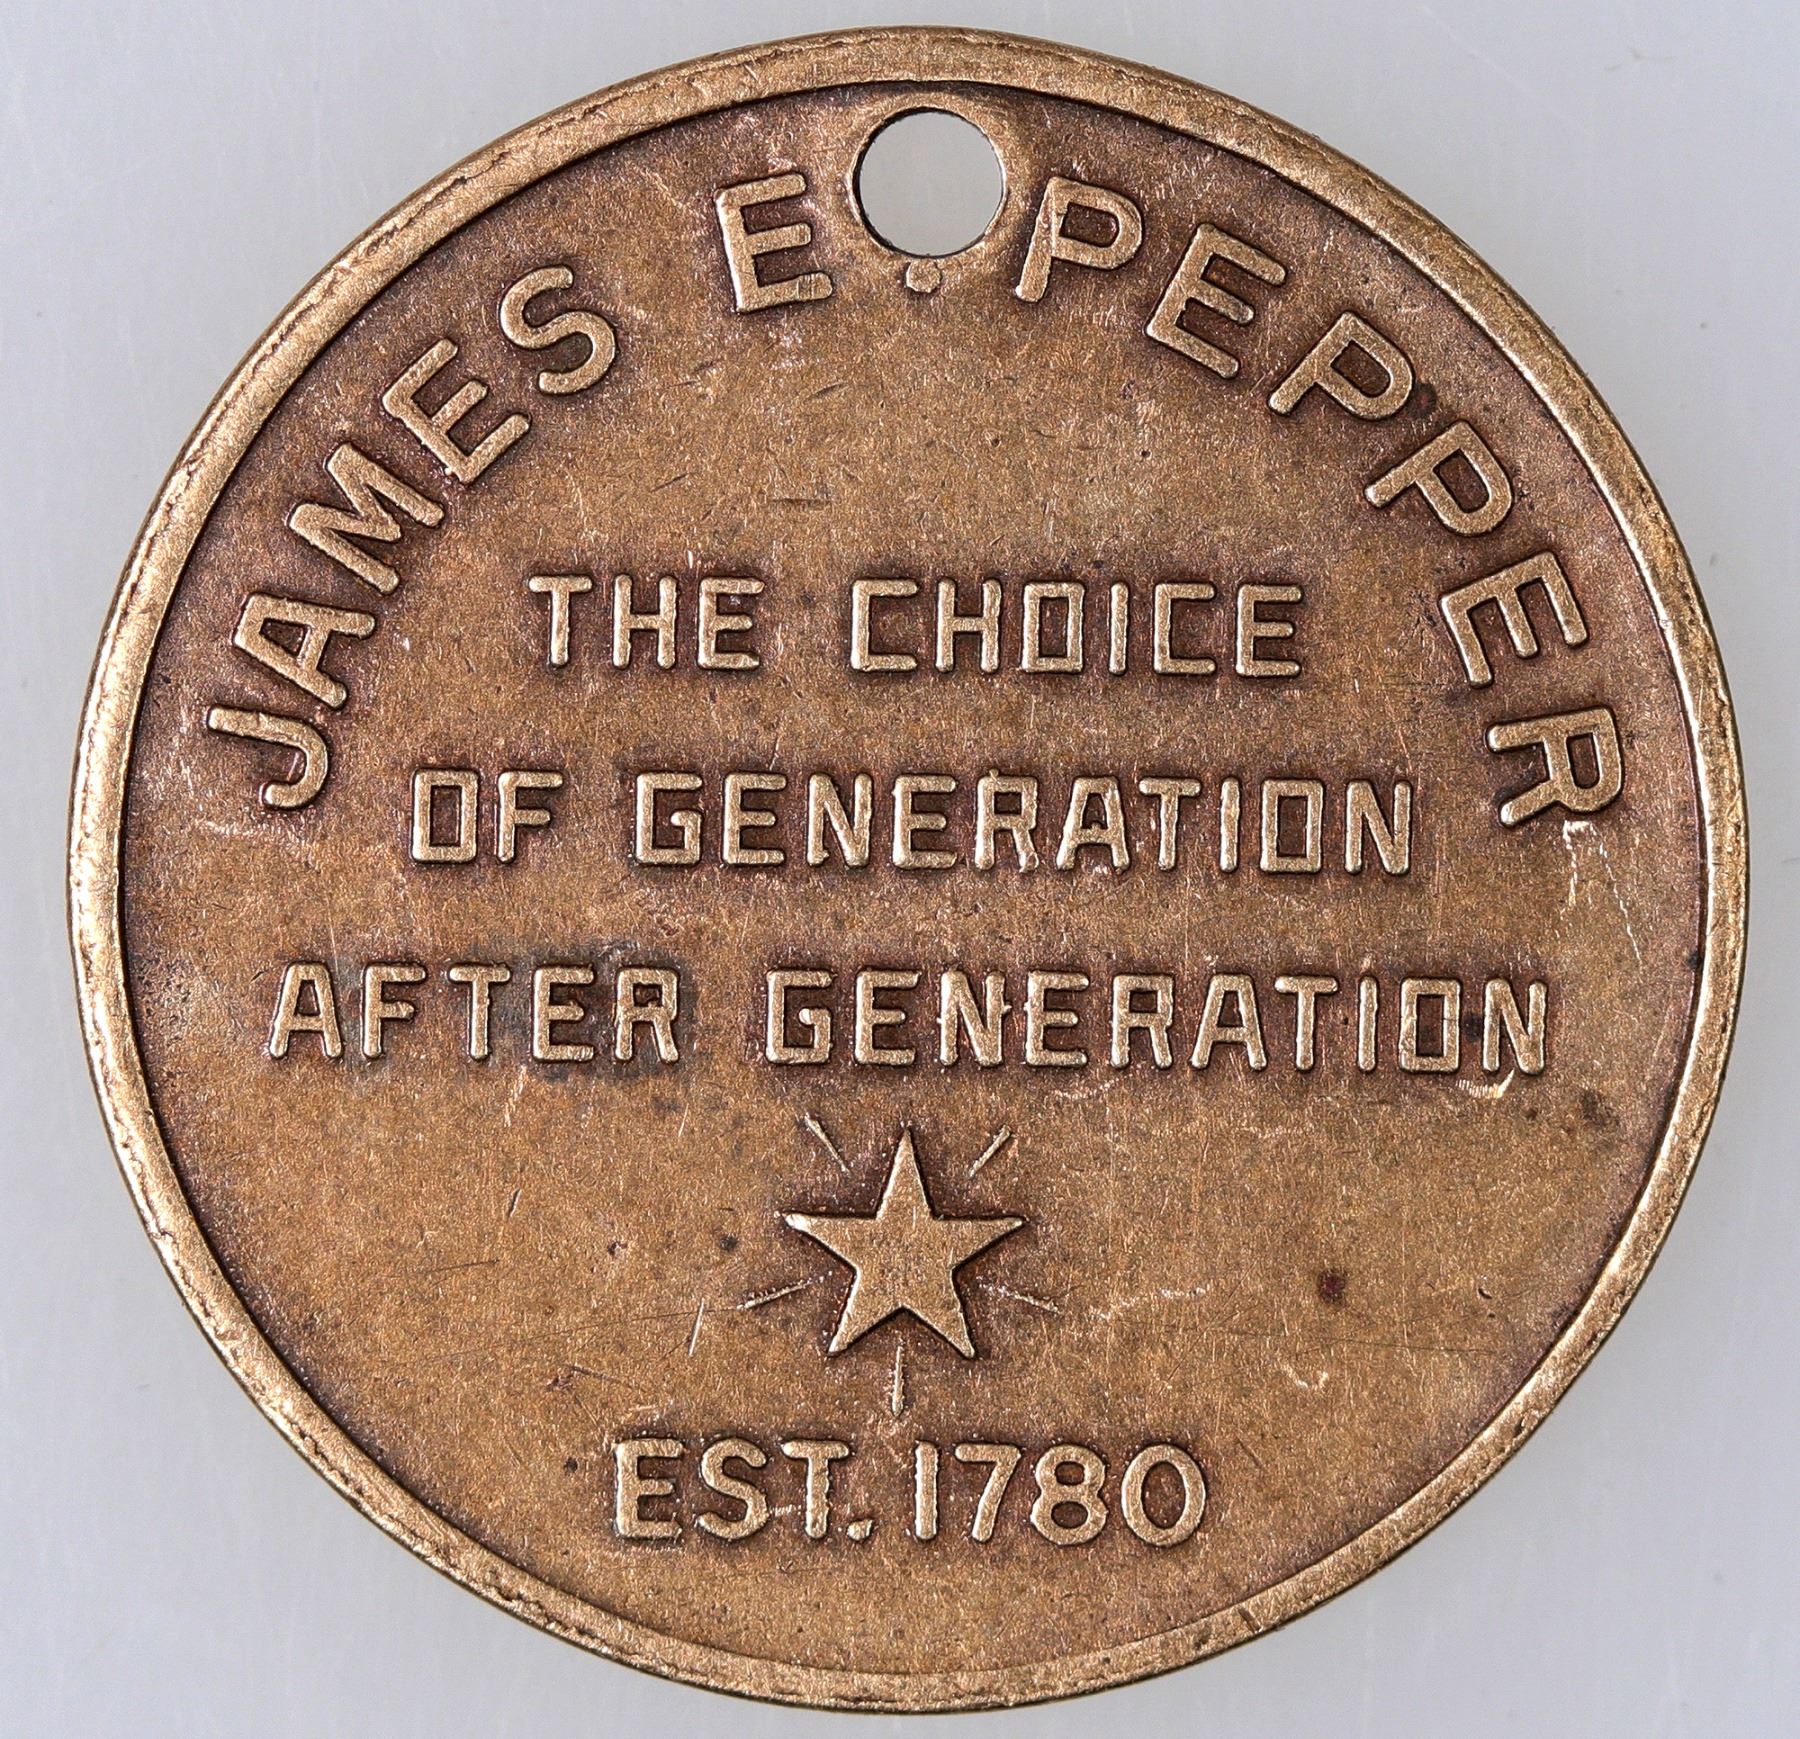 JAMES E. PEPPER
THE CHOICE
OF GENERATION
AFTER GENERATION
EST. 1780